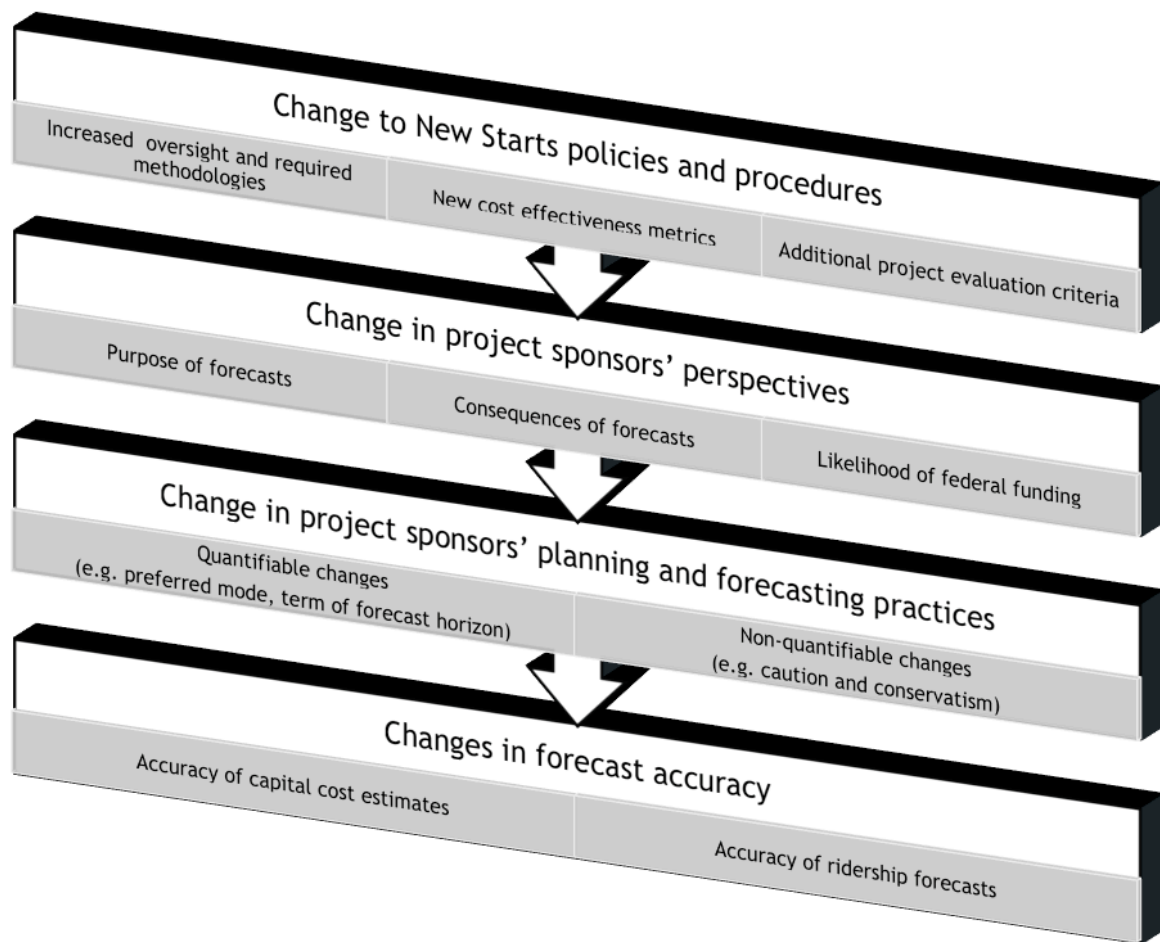 Change to New Starts policies and procedures
Increased oversight and required
methodologies
New cost effectiveness metrics
Additional project evaluation criteria
Change in project sponsors’ perspectives
Purpose of forecasts
Consequences of forecasts
Likelihood of federal funding
Change in project sponsors’ planning and forecasting practices
Quantifiable changes
(e.g. preferred mode, term of forecast horizon)
Non-quantifiable changes
(e.g. caution and conservatism)
Changes in forecast accuracy
Accuracy of capital cost estimates
Accuracy of ridership forecasts